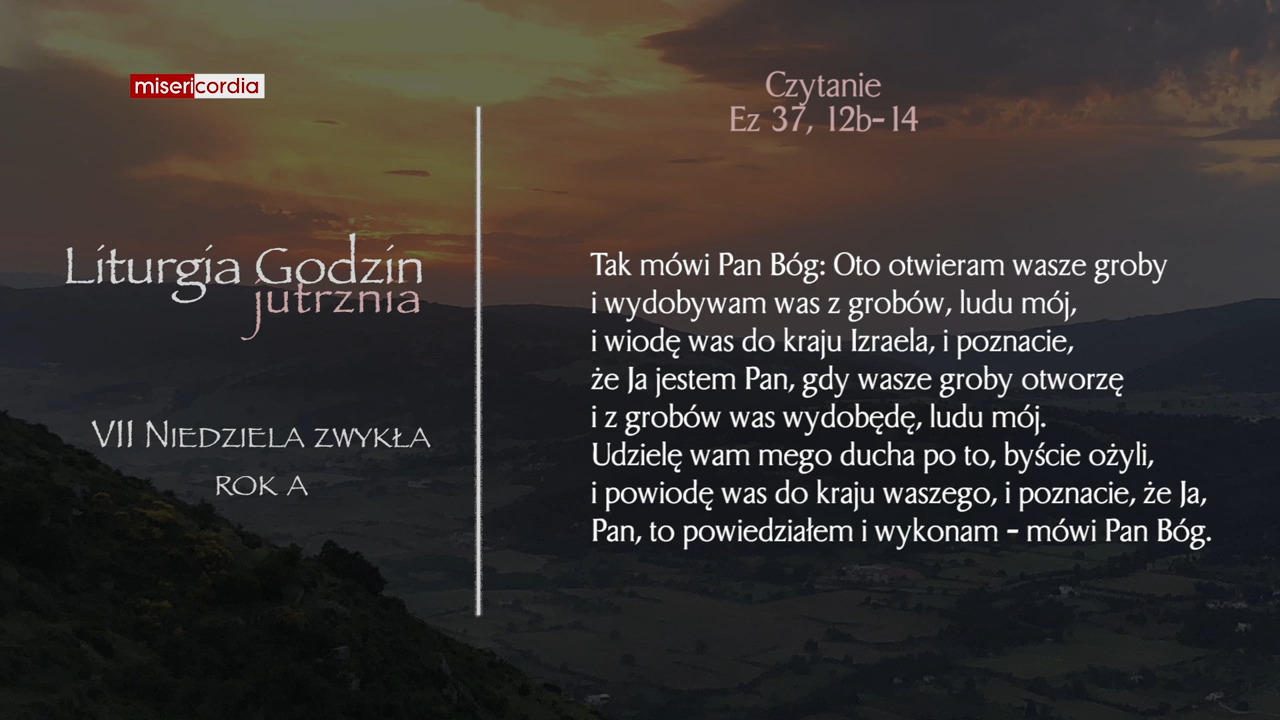 misericordia
Liturgia Godzin
jutrznia
VII Niedziela zwykła
rok A
Czytanie
Ez 37, 12b-14
Tak mówi Pan Bóg: Oto otwieram wasze groby
i wydobywam was z grobów, ludu mój,
i wiodę was do kraju Izraela, i poznacie,
że Ja jestem Pan, gdy wasze groby otworzę
i z grobów was wydobędę, ludu mój.
Udzielę wam mego ducha po to, byście ożyli,
i powiodę was do kraju waszego, i poznacie, że Ja,
Pan, to powiedziałem i wykonam – mówi Pan Bóg.